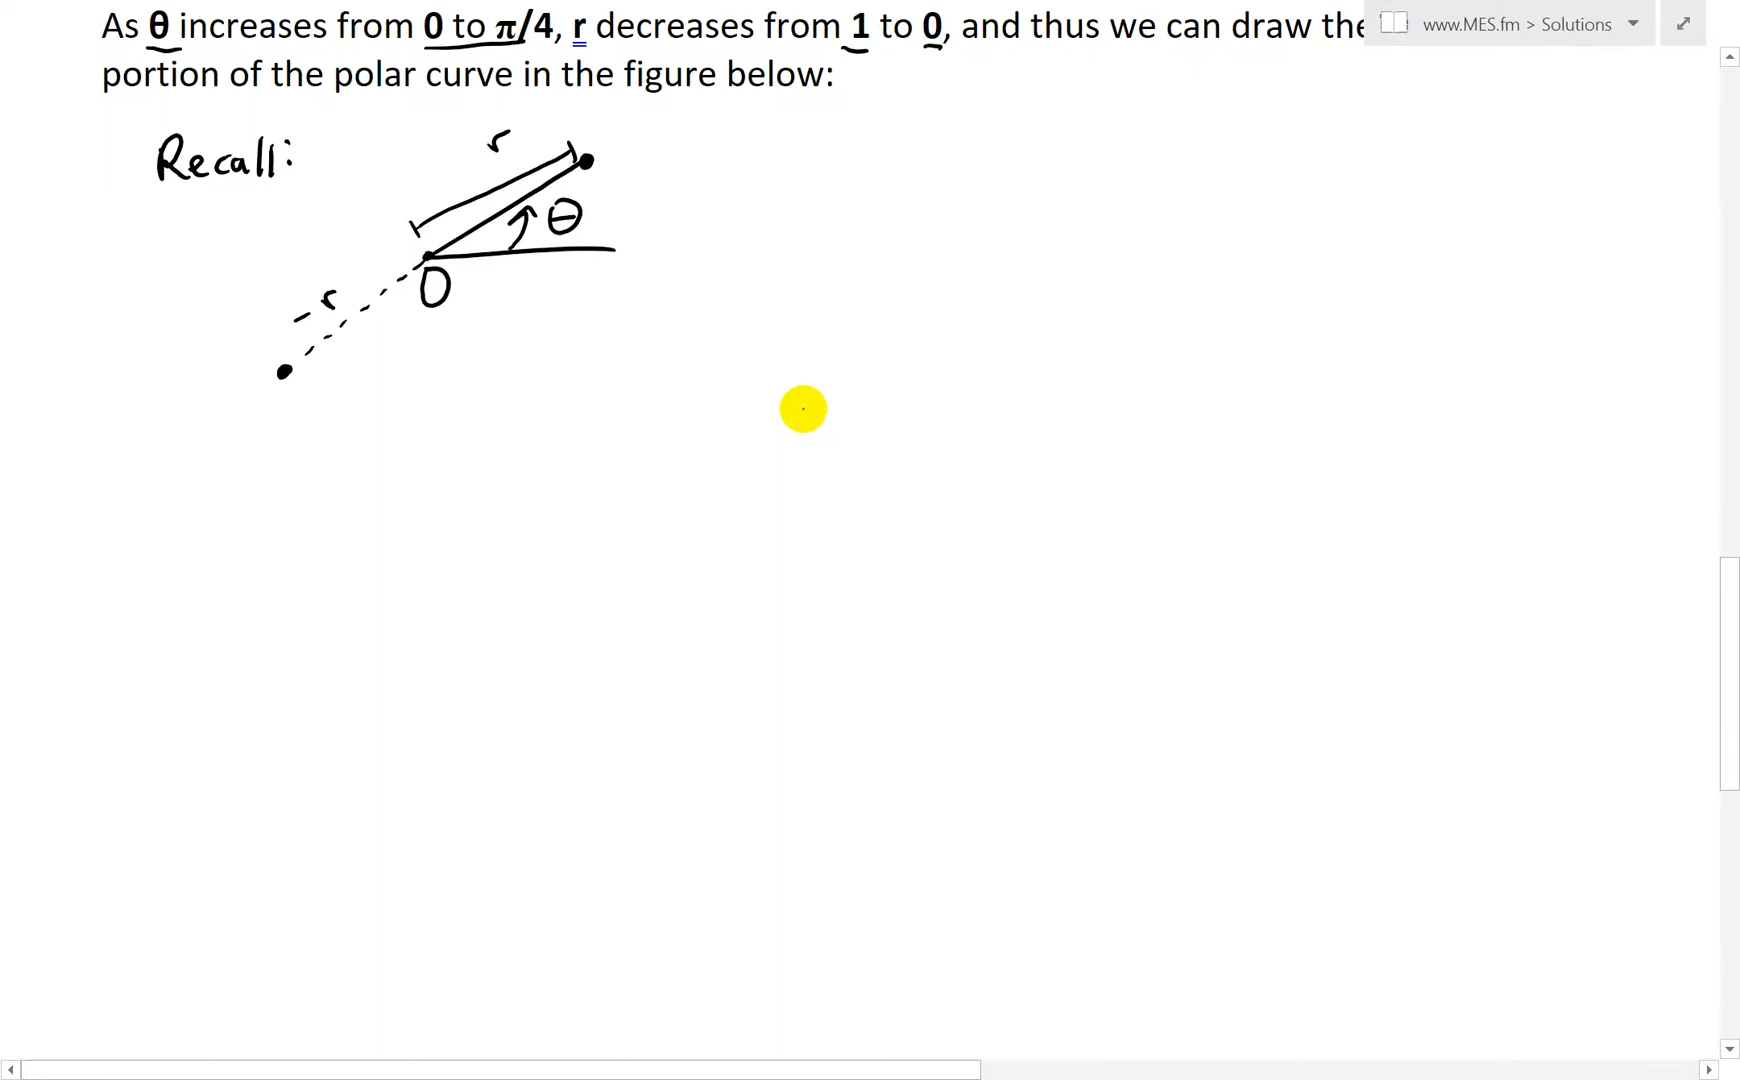 As θ increases from 0 to π/4, r decreases from 1 to 0, and thus we can draw the
www.MES.fm > Solutions
portion of the polar curve in the figure below:
Recall:
r
θ
O
-r